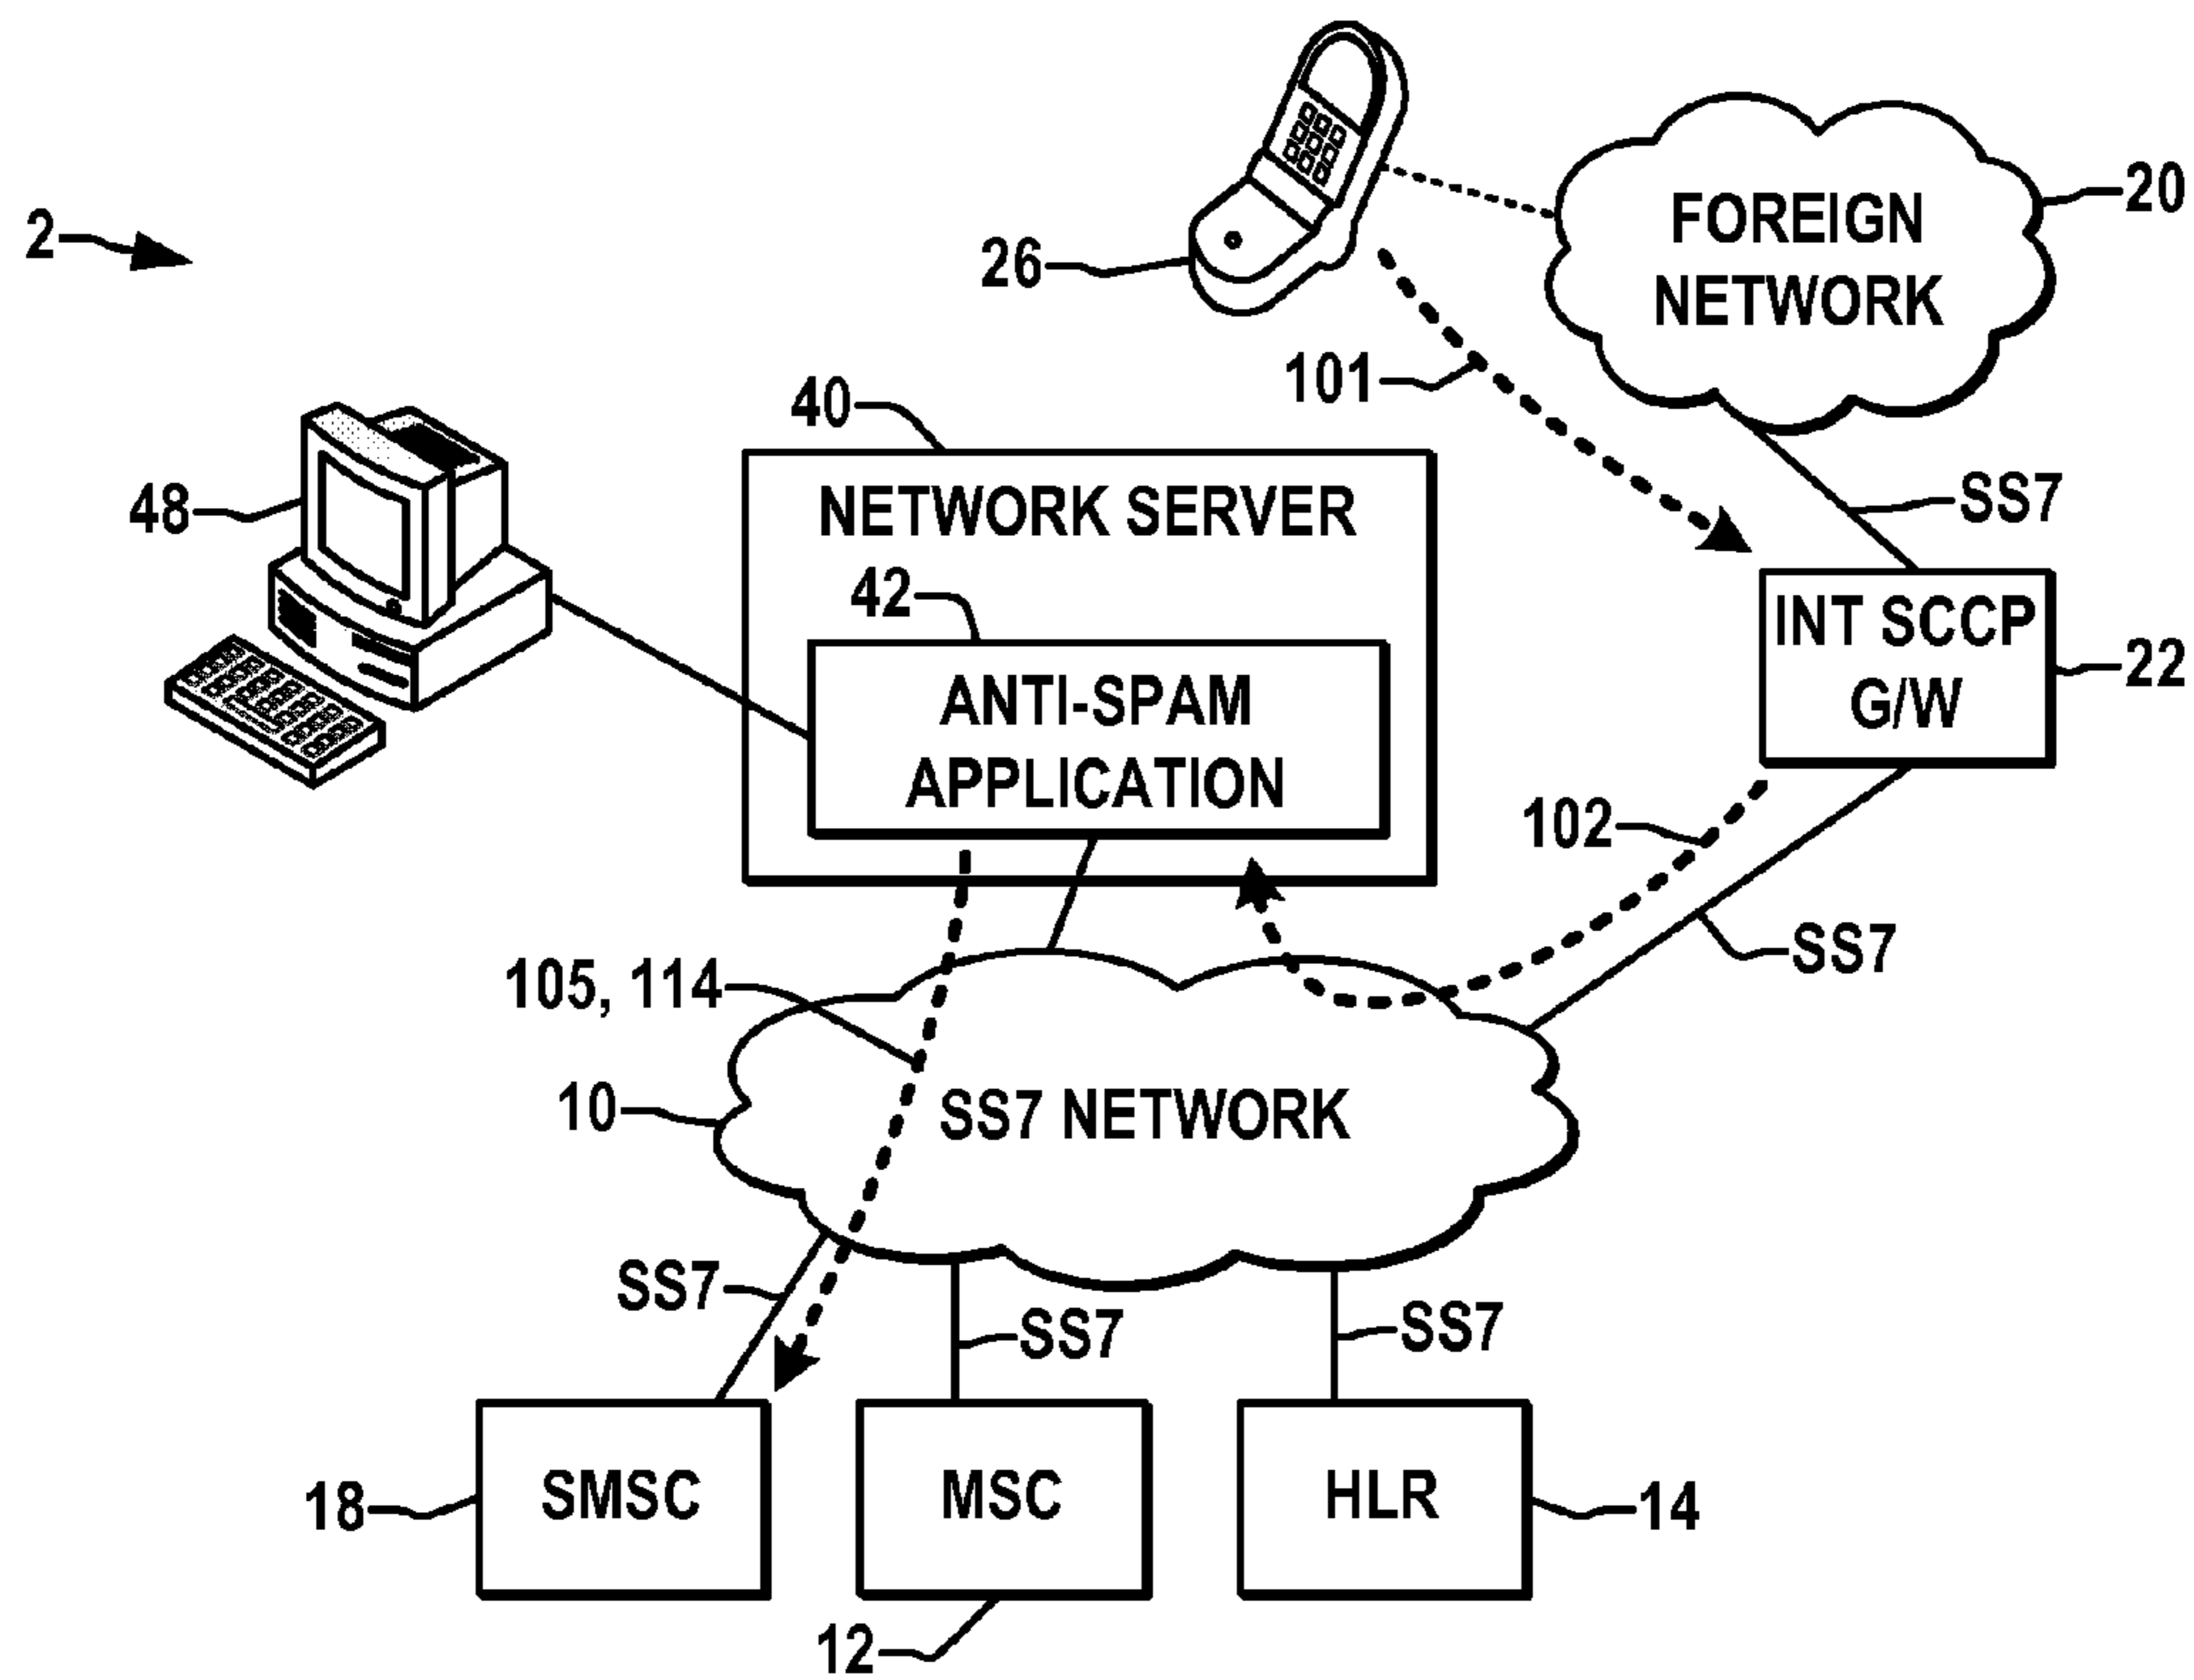 2
26
FOREIGN
NETWORK
20
101
40
48
NETWORK SERVER
SS7
42
INT SCCP
G/W
22
ANTI-SPAM
APPLICATION
102
SS7
105, 114
10
SS7 NETWORK
SS7
SS7
SS7
18
SMSC
MSC
HLR
14
12